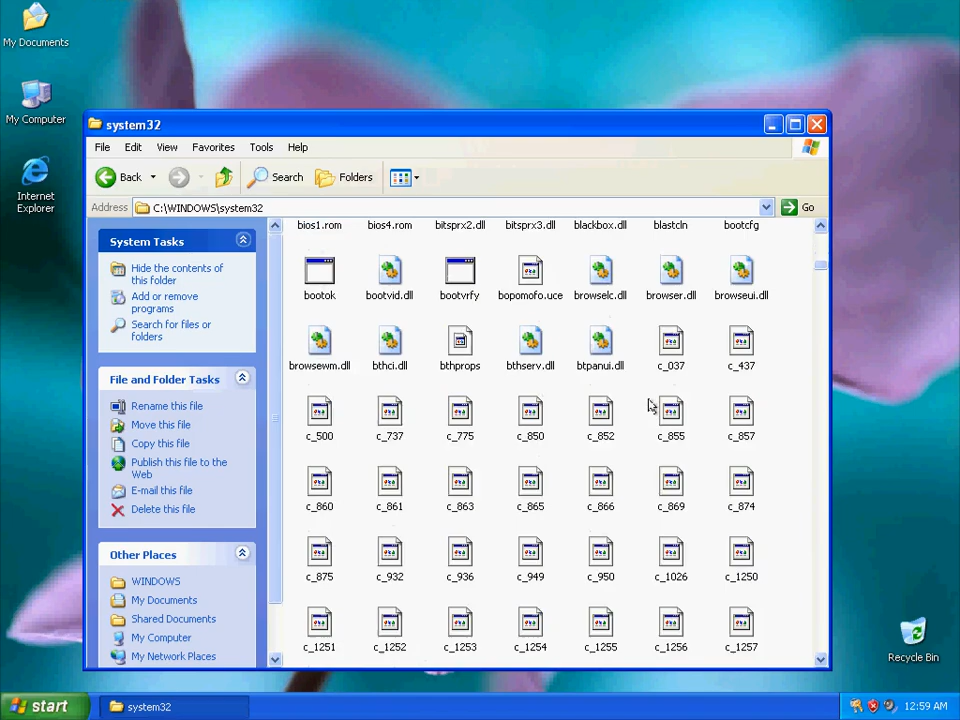 My Documents
My Computer
Internet
Explorer
system32
File Edit View Favorites Tools Help
Back Search Folders
Address C:\WINDOWS\system32 Go
System Tasks
Hide the contents of
this folder
Add or remove
programs
Search for files or
folders
File and Folder Tasks
Rename this file
Move this file
Copy this file
Publish this file to the
Web
E-mail this file
Delete this file
Other Places
WINDOWS
My Documents
Shared Documents
My Computer
My Network Places
bios1.rom bios4.rom bitsprx2.dll bitsprx3.dll blackbox.dll blastcln bootcfg
bootok bootvid.dll bootvrfy bopomofo.uce browselc.dll browser.dll browseui.dll
browsewm.dll bthci.dll bthprops bthserv.dll btpanui.dll c_037 c_437
c_500 c_737 c_775 c_850 c_852 c_855 c_857
c_860 c_861 c_863 c_865 c_866 c_869 c_874
c_875 c_932 c_936 c_949 c_950 c_1026 c_1250
c_1251 c_1252 c_1253 c_1254 c_1255 c_1256 c_1257
Recycle Bin
start system32 12:59 AM